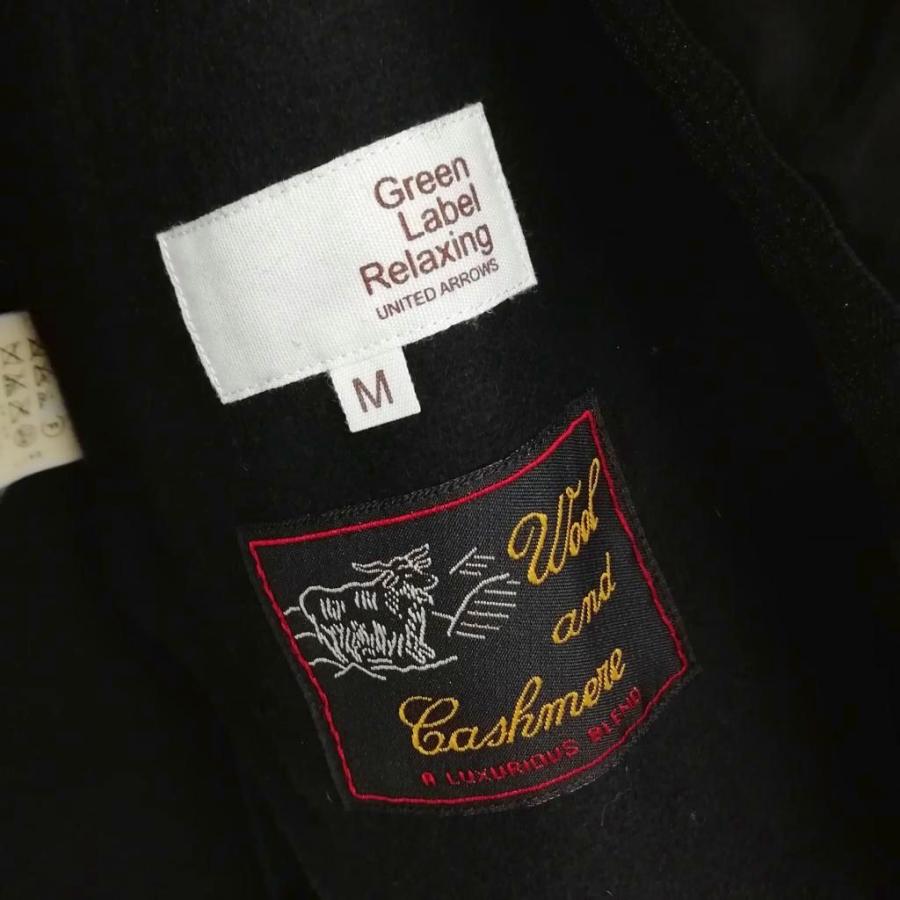 Green
Label
Relaxing
UNITED ARROWS
M
Wool
and
Cashmere
A LUXURIOUS BLEND